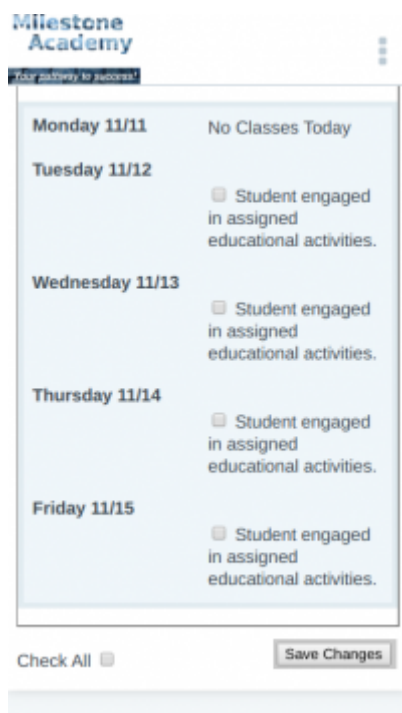 Milestone
Academy
Your pathway to success!
Monday 11/11 No Classes Today
Tuesday 11/12
Student engaged
in assigned
educational activities.
Wednesday 11/13
Student engaged
in assigned
educational activities.
Thursday 11/14
Student engaged
in assigned
educational activities.
Friday 11/15
Student engaged
in assigned
educational activities.
Check All Save Changes